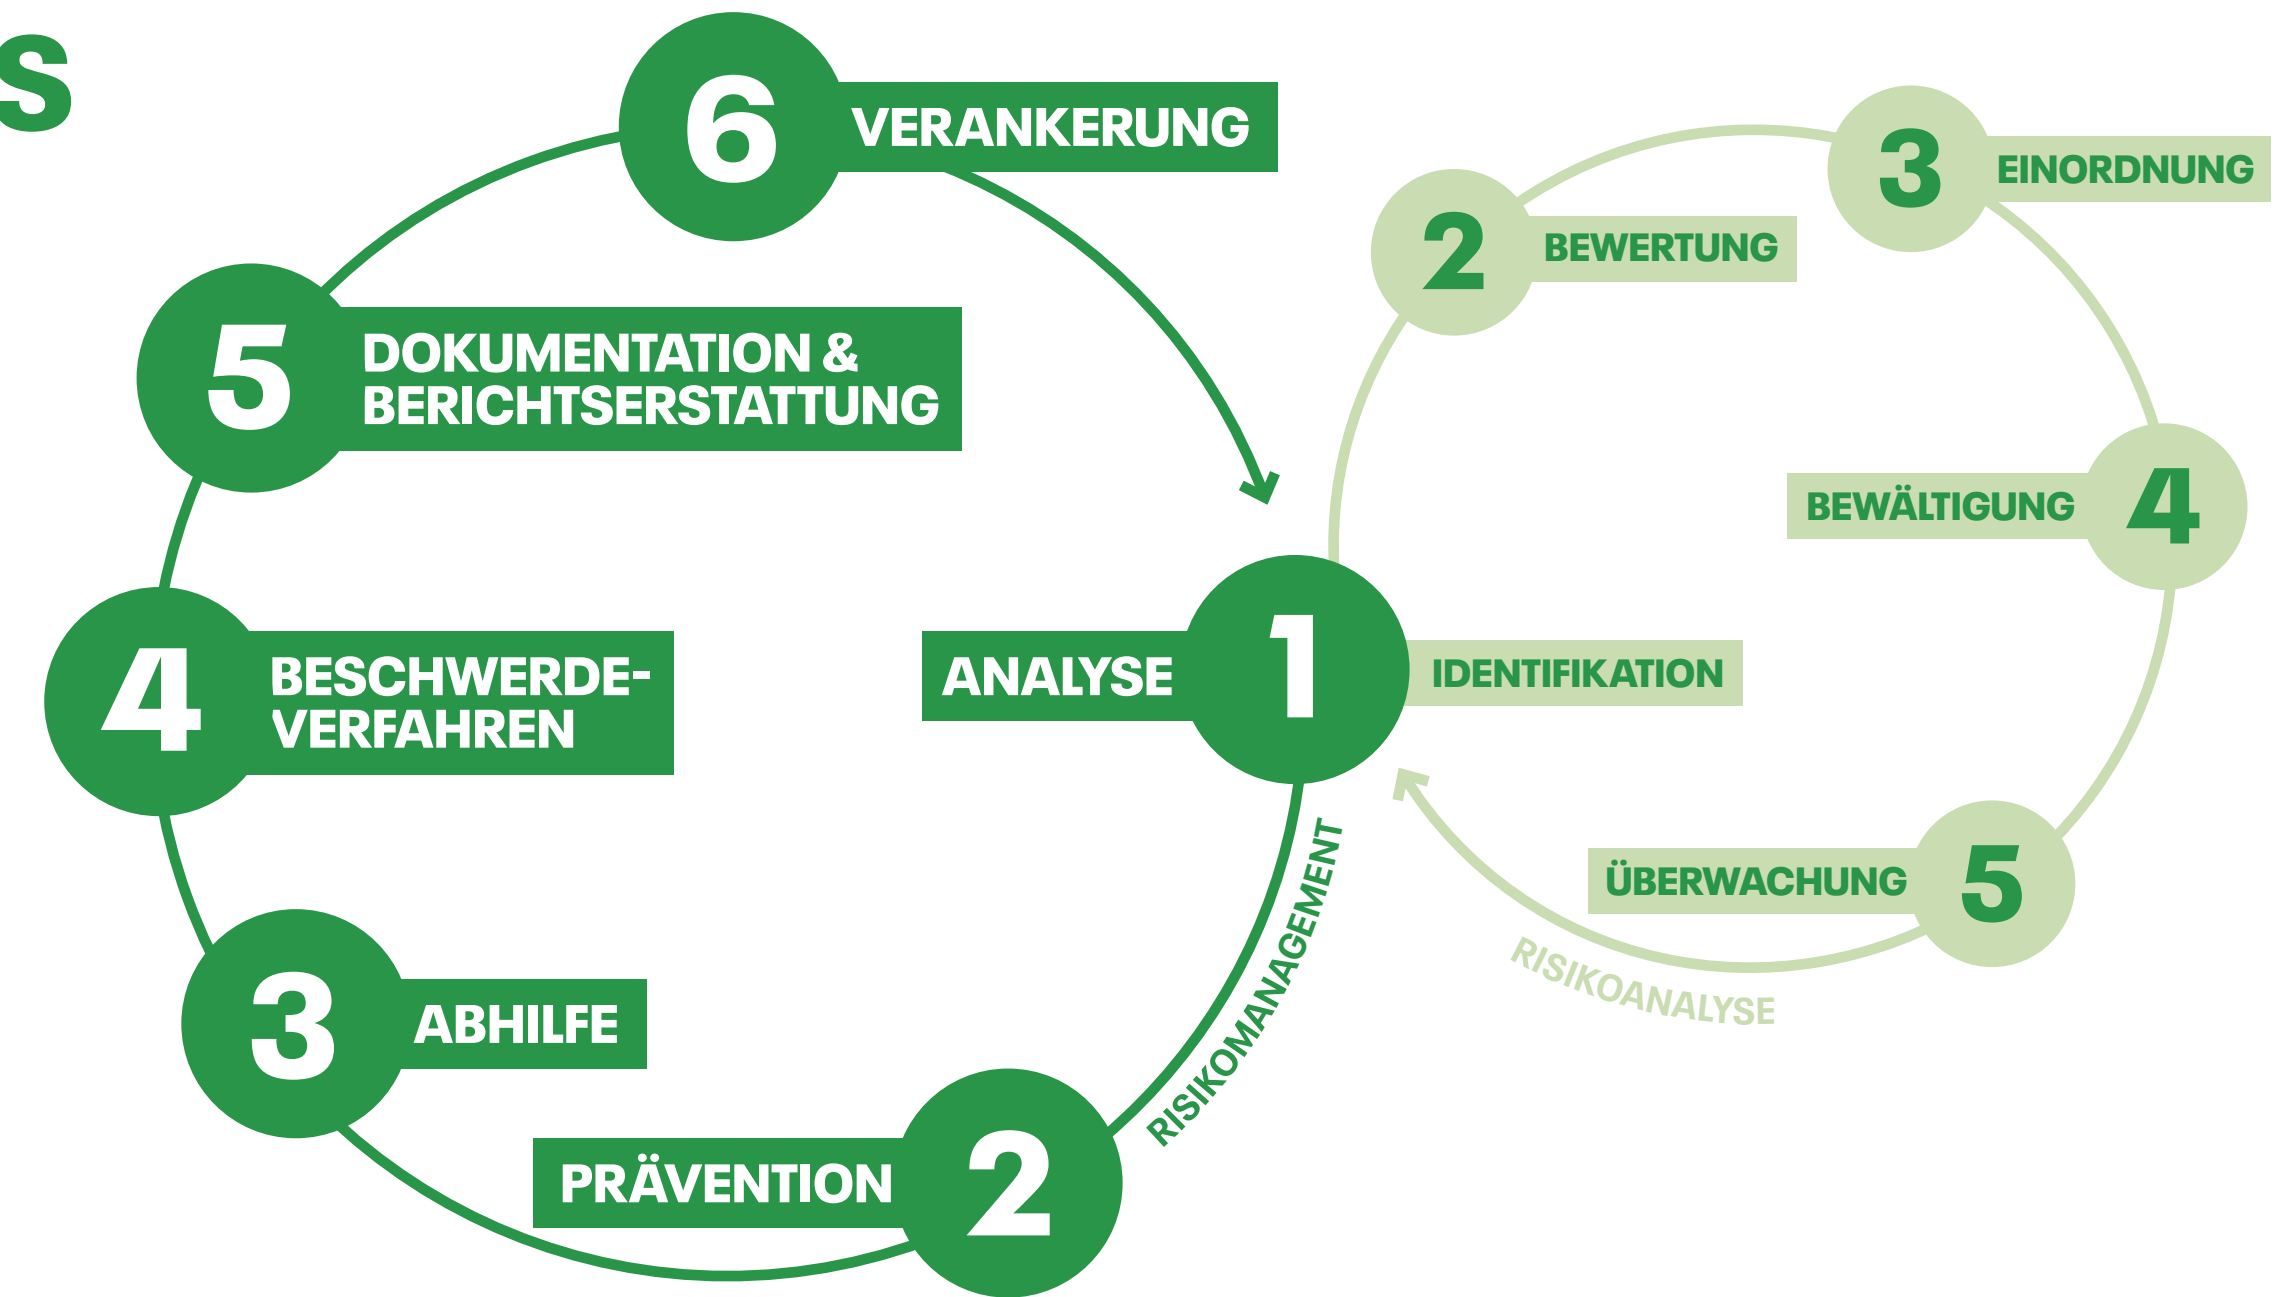 S
6
VERANKERUNG
5
DOKUMENTATION &
BERICHTSERSTATTUNG
4
BESCHWERDE-
VERFAHREN
3
ABHILFE
PRÄVENTION
2
ANALYSE
1
RISIKOMANAGEMENT
IDENTIFIKATION
2
BEWERTUNG
3
EINORDNUNG
BEWÄLTIGUNG
4
ÜBERWACHUNG
5
RISIKOANALYSE